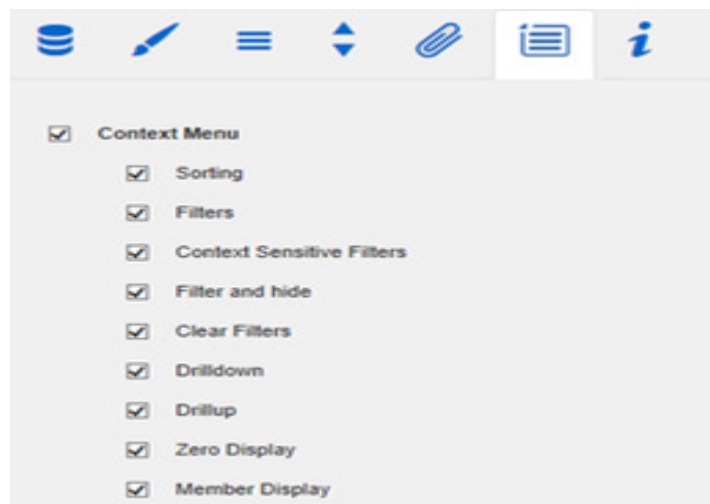 Context Menu
Sorting
Filters
Context Sensitive Filters
Filter and hide
Clear Filters
Drilldown
Drillup
Zero Display
Member Display